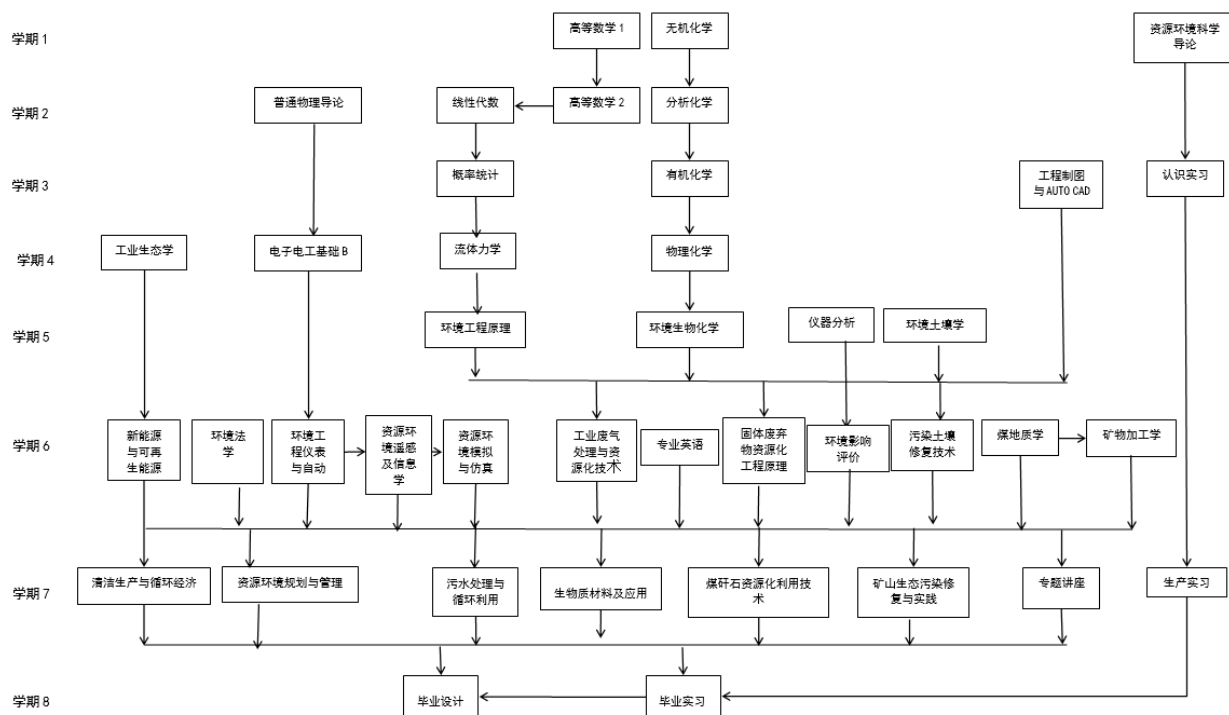 学期 1
高等数学 1
无机化学
资源环境科学
导论
学期 2
普通物理导论
线性代数
高等数学 2
分析化学
学期 3
概率统计
有机化学
工程制图
与 AUTO CAD
认识实习
学期 4
工业生态学
电子电工基础 B
流体力学
物理化学
学期 5
环境工程原理
环境生物化学
仪器分析
环境土壤学
学期 6
新能源
与可再
生能源
环境法
学
环境工
程仪表
与自动
资源环
境遥感
及信息
学
资源环
境模拟
与仿真
工业废气
处理与资
源化技术
专业英语
固体废弃
物资源化
工程原理
环境影响
评价
污染土壤
修复技术
煤地质学
矿物加工学
学期 7
清洁生产与循环经济
资源环境规划与管理
污水处理与
循环利用
生物质材料及应用
煤矸石资源化利用技
术
矿山生态污染修
复与实践
专题讲座
生产实习
学期 8
毕业设计
毕业实习